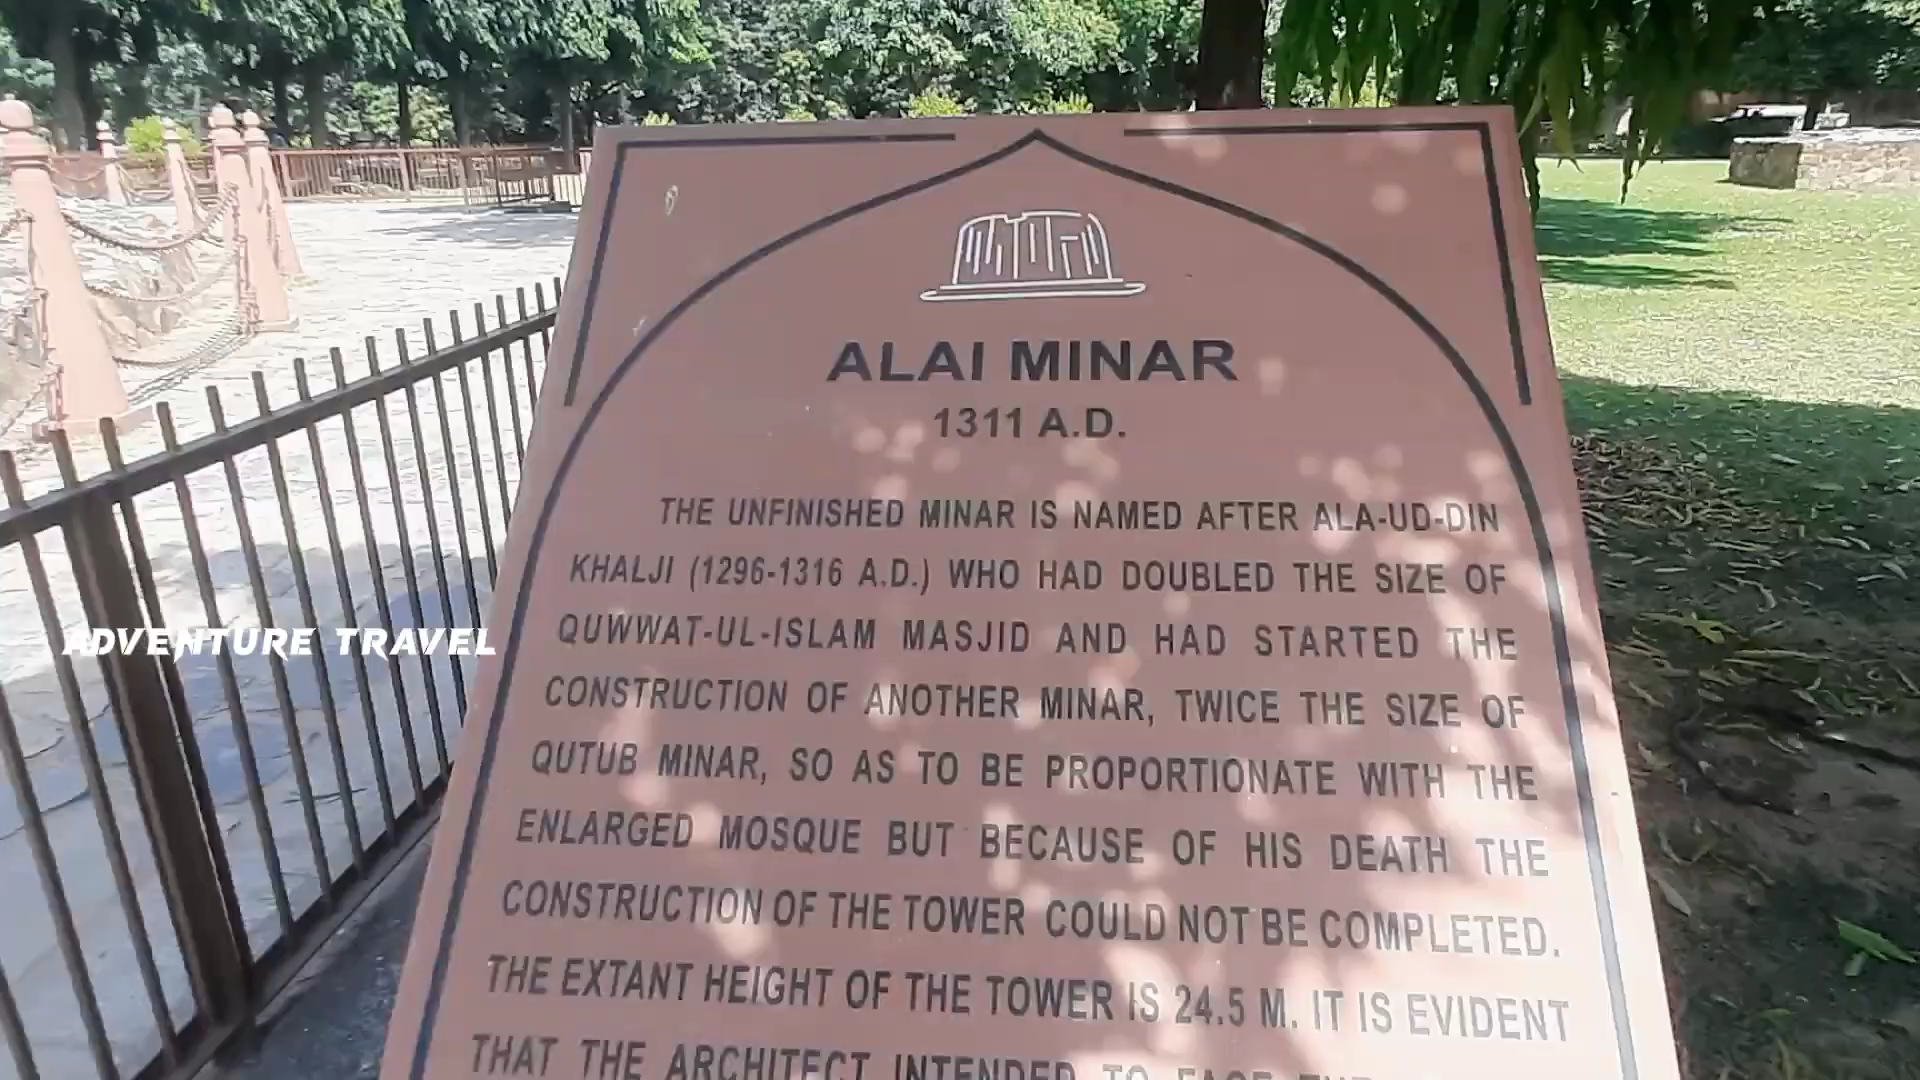 ALAI MINAR
1311 A.D.
THE UNFINISHED MINAR IS NAMED AFTER ALA-UD-DIN
KHALJI (1296-1316 A.D.) WHO HAD DOUBLED THE SIZE OF
QUWWAT-UL-ISLAM MASJID AND HAD STARTED THE
CONSTRUCTION OF ANOTHER MINAR, TWICE THE SIZE OF
QUTUB MINAR, SO AS TO BE PROPORTIONATE WITH THE
ENLARGED MOSQUE BUT BECAUSE OF HIS DEATH THE
CONSTRUCTION OF THE TOWER COULD NOT BE COMPLETED.
THE EXTANT HEIGHT OF THE TOWER IS 24.5 M. IT IS EVIDENT
THAT THE ARCHITECT INTENDED TO FACE
ADVENTURE TRAVEL